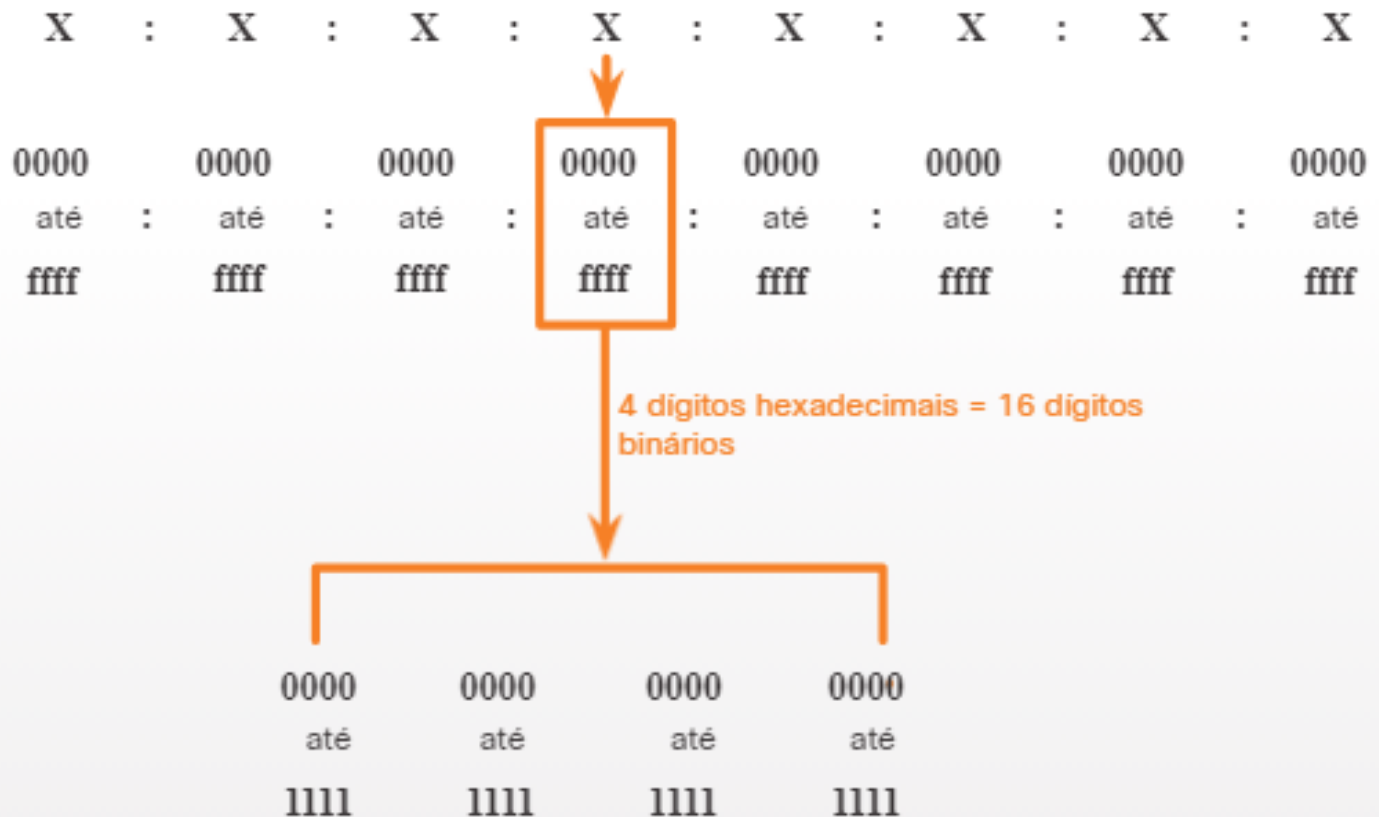 X : X : X : X : X : X : X : X
0000 0000 0000 0000 0000 0000 0000 0000
até : até : até : até : até : até : até : até
ffff ffff ffff ffff ffff ffff ffff ffff
4 dígitos hexadecimais = 16 dígitos
binários
0000 0000 0000 0000
até até até até
1111 1111 1111 1111